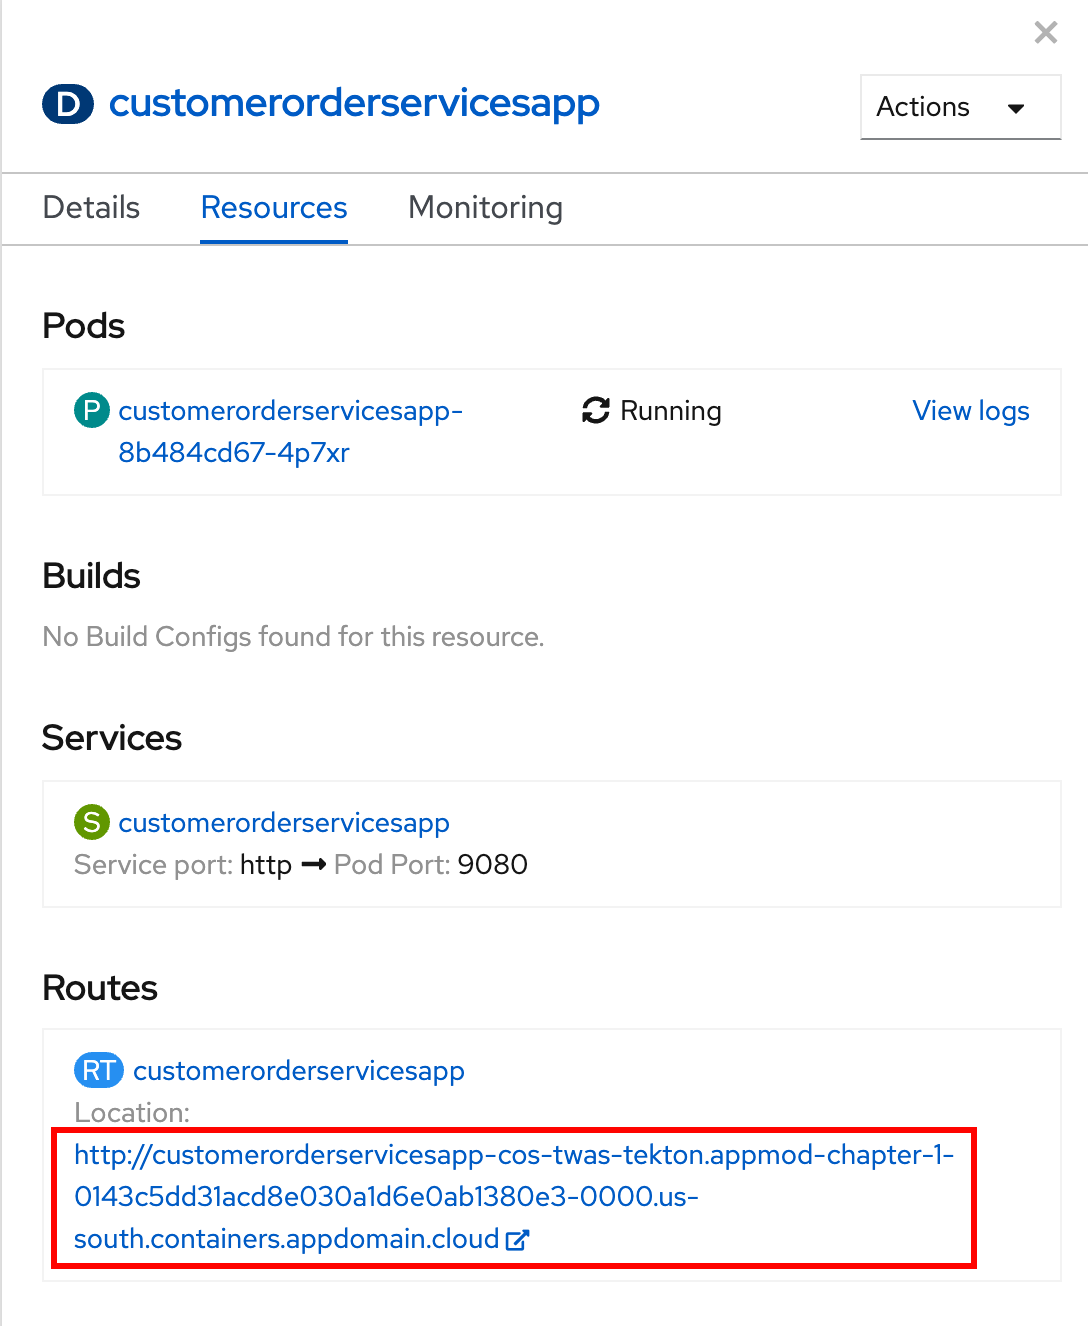 D customerorderservicesapp
Actions
Details Resources Monitoring
Pods
P customerorderservicesapp- Running View logs
8b484cd67-4p7xr
Builds
No Build Configs found for this resource.
Services
S customerorderservicesapp
Service port: http → Pod Port: 9080
Routes
RT customerorderservicesapp
Location:
http://customerorderservicesapp-cos-twas-tekton.appmod-chapter-1-
0143c5dd31acd8e030a1d6e0ab1380e3-0000.us-
south.containers.appdomain.cloud